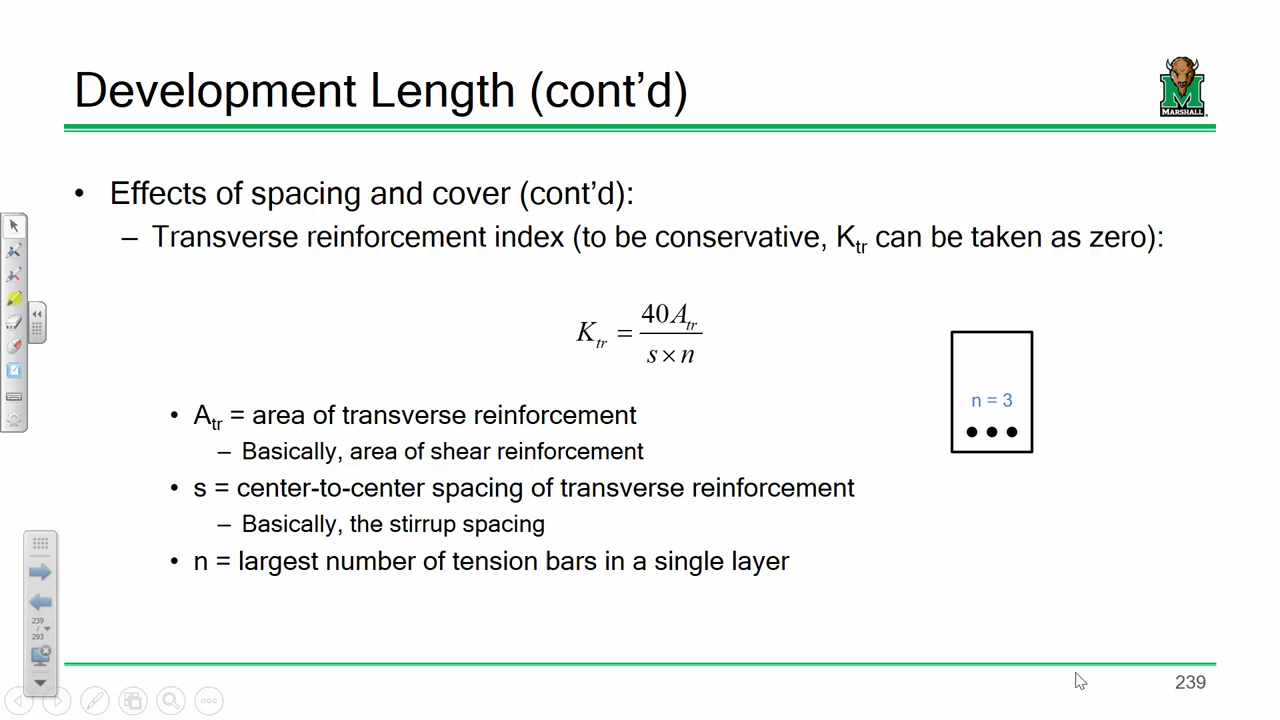 Development Length (cont’d)
MARSHALL
• Effects of spacing and cover (cont’d):
– Transverse reinforcement index (to be conservative, Ktr can be taken as zero):
Ktr = 40Atr / s × n
n = 3
• Atr = area of transverse reinforcement
– Basically, area of shear reinforcement
• s = center-to-center spacing of transverse reinforcement
– Basically, the stirrup spacing
• n = largest number of tension bars in a single layer
239
/
293
239